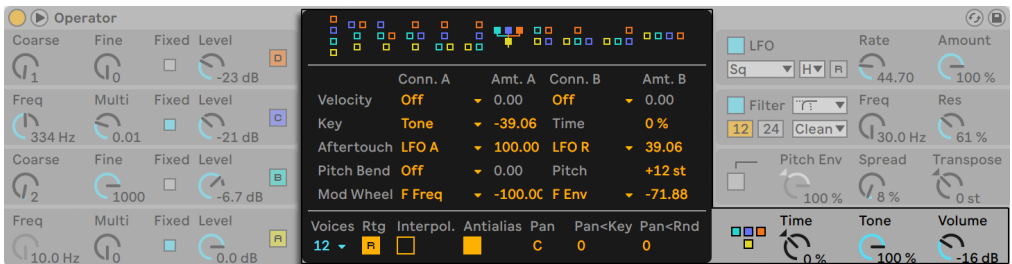 Operator
Coarse Fine Fixed Level
1 0 -23 dB D
Freq Multi Fixed Level
334 Hz 0.01 -21 dB C
Coarse Fine Fixed Level
2 1000 -6.7 dB B
Freq Multi Fixed Level
10.0 Hz 0 0.0 dB A
Conn. A Amt. A Conn. B Amt. B
Velocity Off 0.00 Off 0.00
Key Tone -39.06 Time 0 %
Aftertouch LFO A 100.00 LFO R 39.06
Pitch Bend Off 0.00 Pitch +12 st
Mod Wheel F Freq -100.0 F Env -71.88
Voices Rtg Interpol. Antialias Pan Pan<Key Pan<Rnd
12 R C 0 0
LFO Rate Amount
Sq H R 44.70 100 %
Filter Freq Res
12 24 Clean 30.0 Hz 61 %
Pitch Env Spread Transpose
100 % 8 % 0 st
Time Tone Volume
0 % 100 % -16 dB